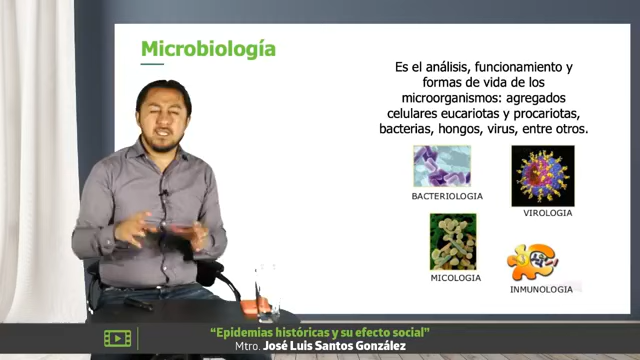 Microbiología
Es el análisis, funcionamiento y
formas de vida de los
microorganismos: agregados
celulares eucariotas y procariotas,
bacterias, hongos, virus, entre otros.
BACTERIOLOGIA
VIROLOGIA
MICOLOGIA
INMUNOLOGIA
“Epidemias históricas y su efecto social”
Mtro. José Luis Santos González